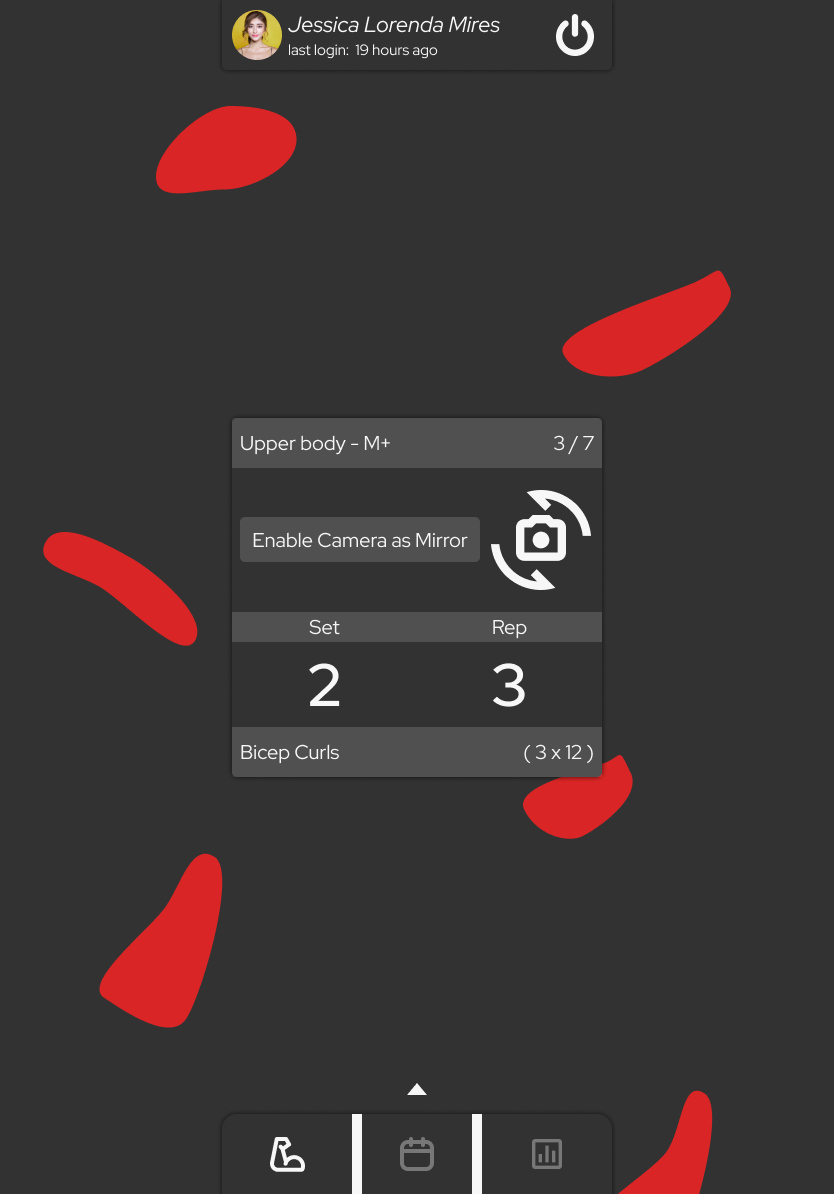 Jessica Lorenda Mires
last login: 19 hours ago
Upper body - M+ 3 / 7
Enable Camera as Mirror
Set Rep
2 3
Bicep Curls ( 3 x 12 )